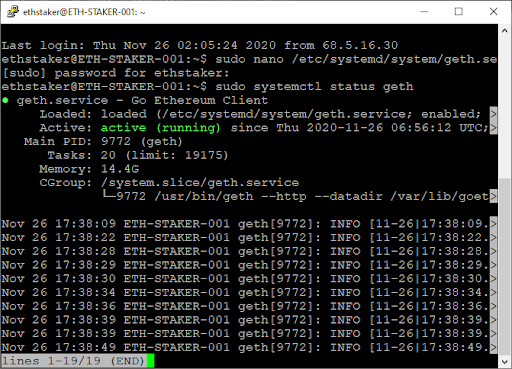 ethstaker@ETH-STAKER-001: ~
Last login: Thu Nov 26 02:05:24 2020 from 68.5.16.30
ethstaker@ETH-STAKER-001:~$ sudo nano /etc/systemd/system/geth.se
[sudo] password for ethstaker:
ethstaker@ETH-STAKER-001:~$ sudo systemctl status geth
● geth.service - Go Ethereum Client
Loaded: loaded (/etc/systemd/system/geth.service; enabled; >
Active: active (running) since Thu 2020-11-26 06:56:12 UTC;>
Main PID: 9772 (geth)
Tasks: 20 (limit: 19175)
Memory: 14.4G
CGroup: /system.slice/geth.service
└─9772 /usr/bin/geth --http --datadir /var/lib/goet>
Nov 26 17:38:09 ETH-STAKER-001 geth[9772]: INFO [11-26|17:38:09.>
Nov 26 17:38:22 ETH-STAKER-001 geth[9772]: INFO [11-26|17:38:22.>
Nov 26 17:38:28 ETH-STAKER-001 geth[9772]: INFO [11-26|17:38:28.>
Nov 26 17:38:29 ETH-STAKER-001 geth[9772]: INFO [11-26|17:38:29.>
Nov 26 17:38:30 ETH-STAKER-001 geth[9772]: INFO [11-26|17:38:30.>
Nov 26 17:38:34 ETH-STAKER-001 geth[9772]: INFO [11-26|17:38:34.>
Nov 26 17:38:36 ETH-STAKER-001 geth[9772]: INFO [11-26|17:38:36.>
Nov 26 17:38:39 ETH-STAKER-001 geth[9772]: INFO [11-26|17:38:39.>
Nov 26 17:38:39 ETH-STAKER-001 geth[9772]: INFO [11-26|17:38:39.>
Nov 26 17:38:49 ETH-STAKER-001 geth[9772]: INFO [11-26|17:38:49.>
lines 1-19/19 (END)